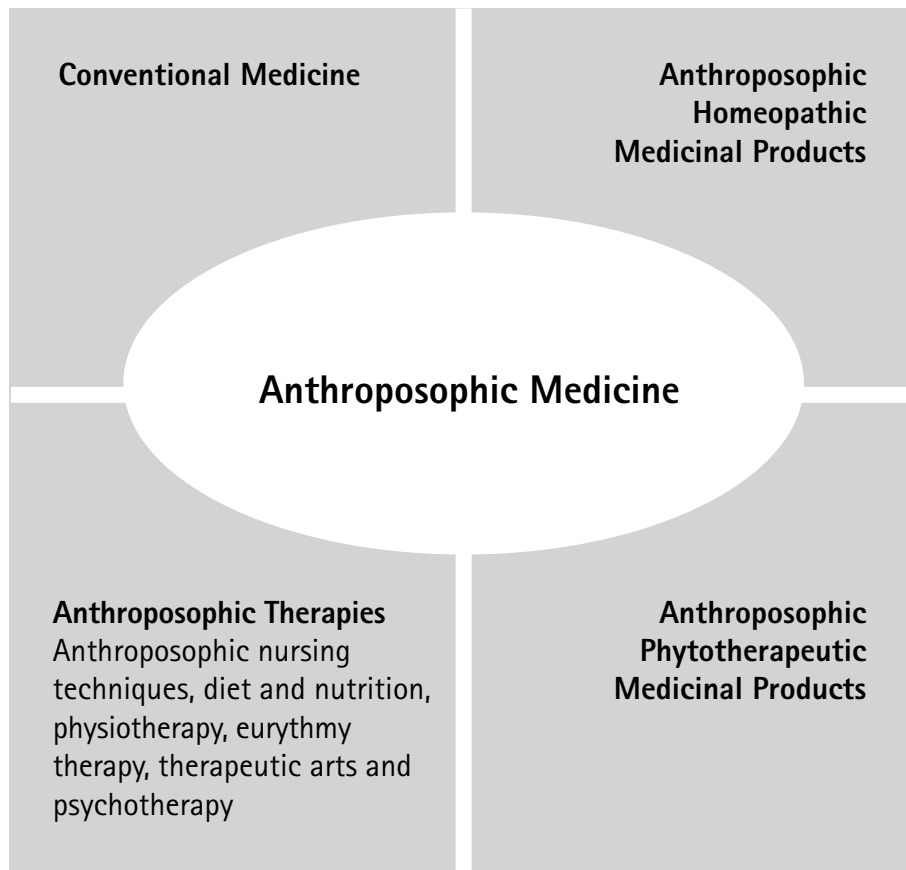 Conventional Medicine
Anthroposophic
Homeopathic
Medicinal Products
Anthroposophic Medicine
Anthroposophic Therapies
Anthroposophic nursing
techniques, diet and nutrition,
physiotherapy, eurythmy
therapy, therapeutic arts and
psychotherapy
Anthroposophic
Phytotherapeutic
Medicinal Products